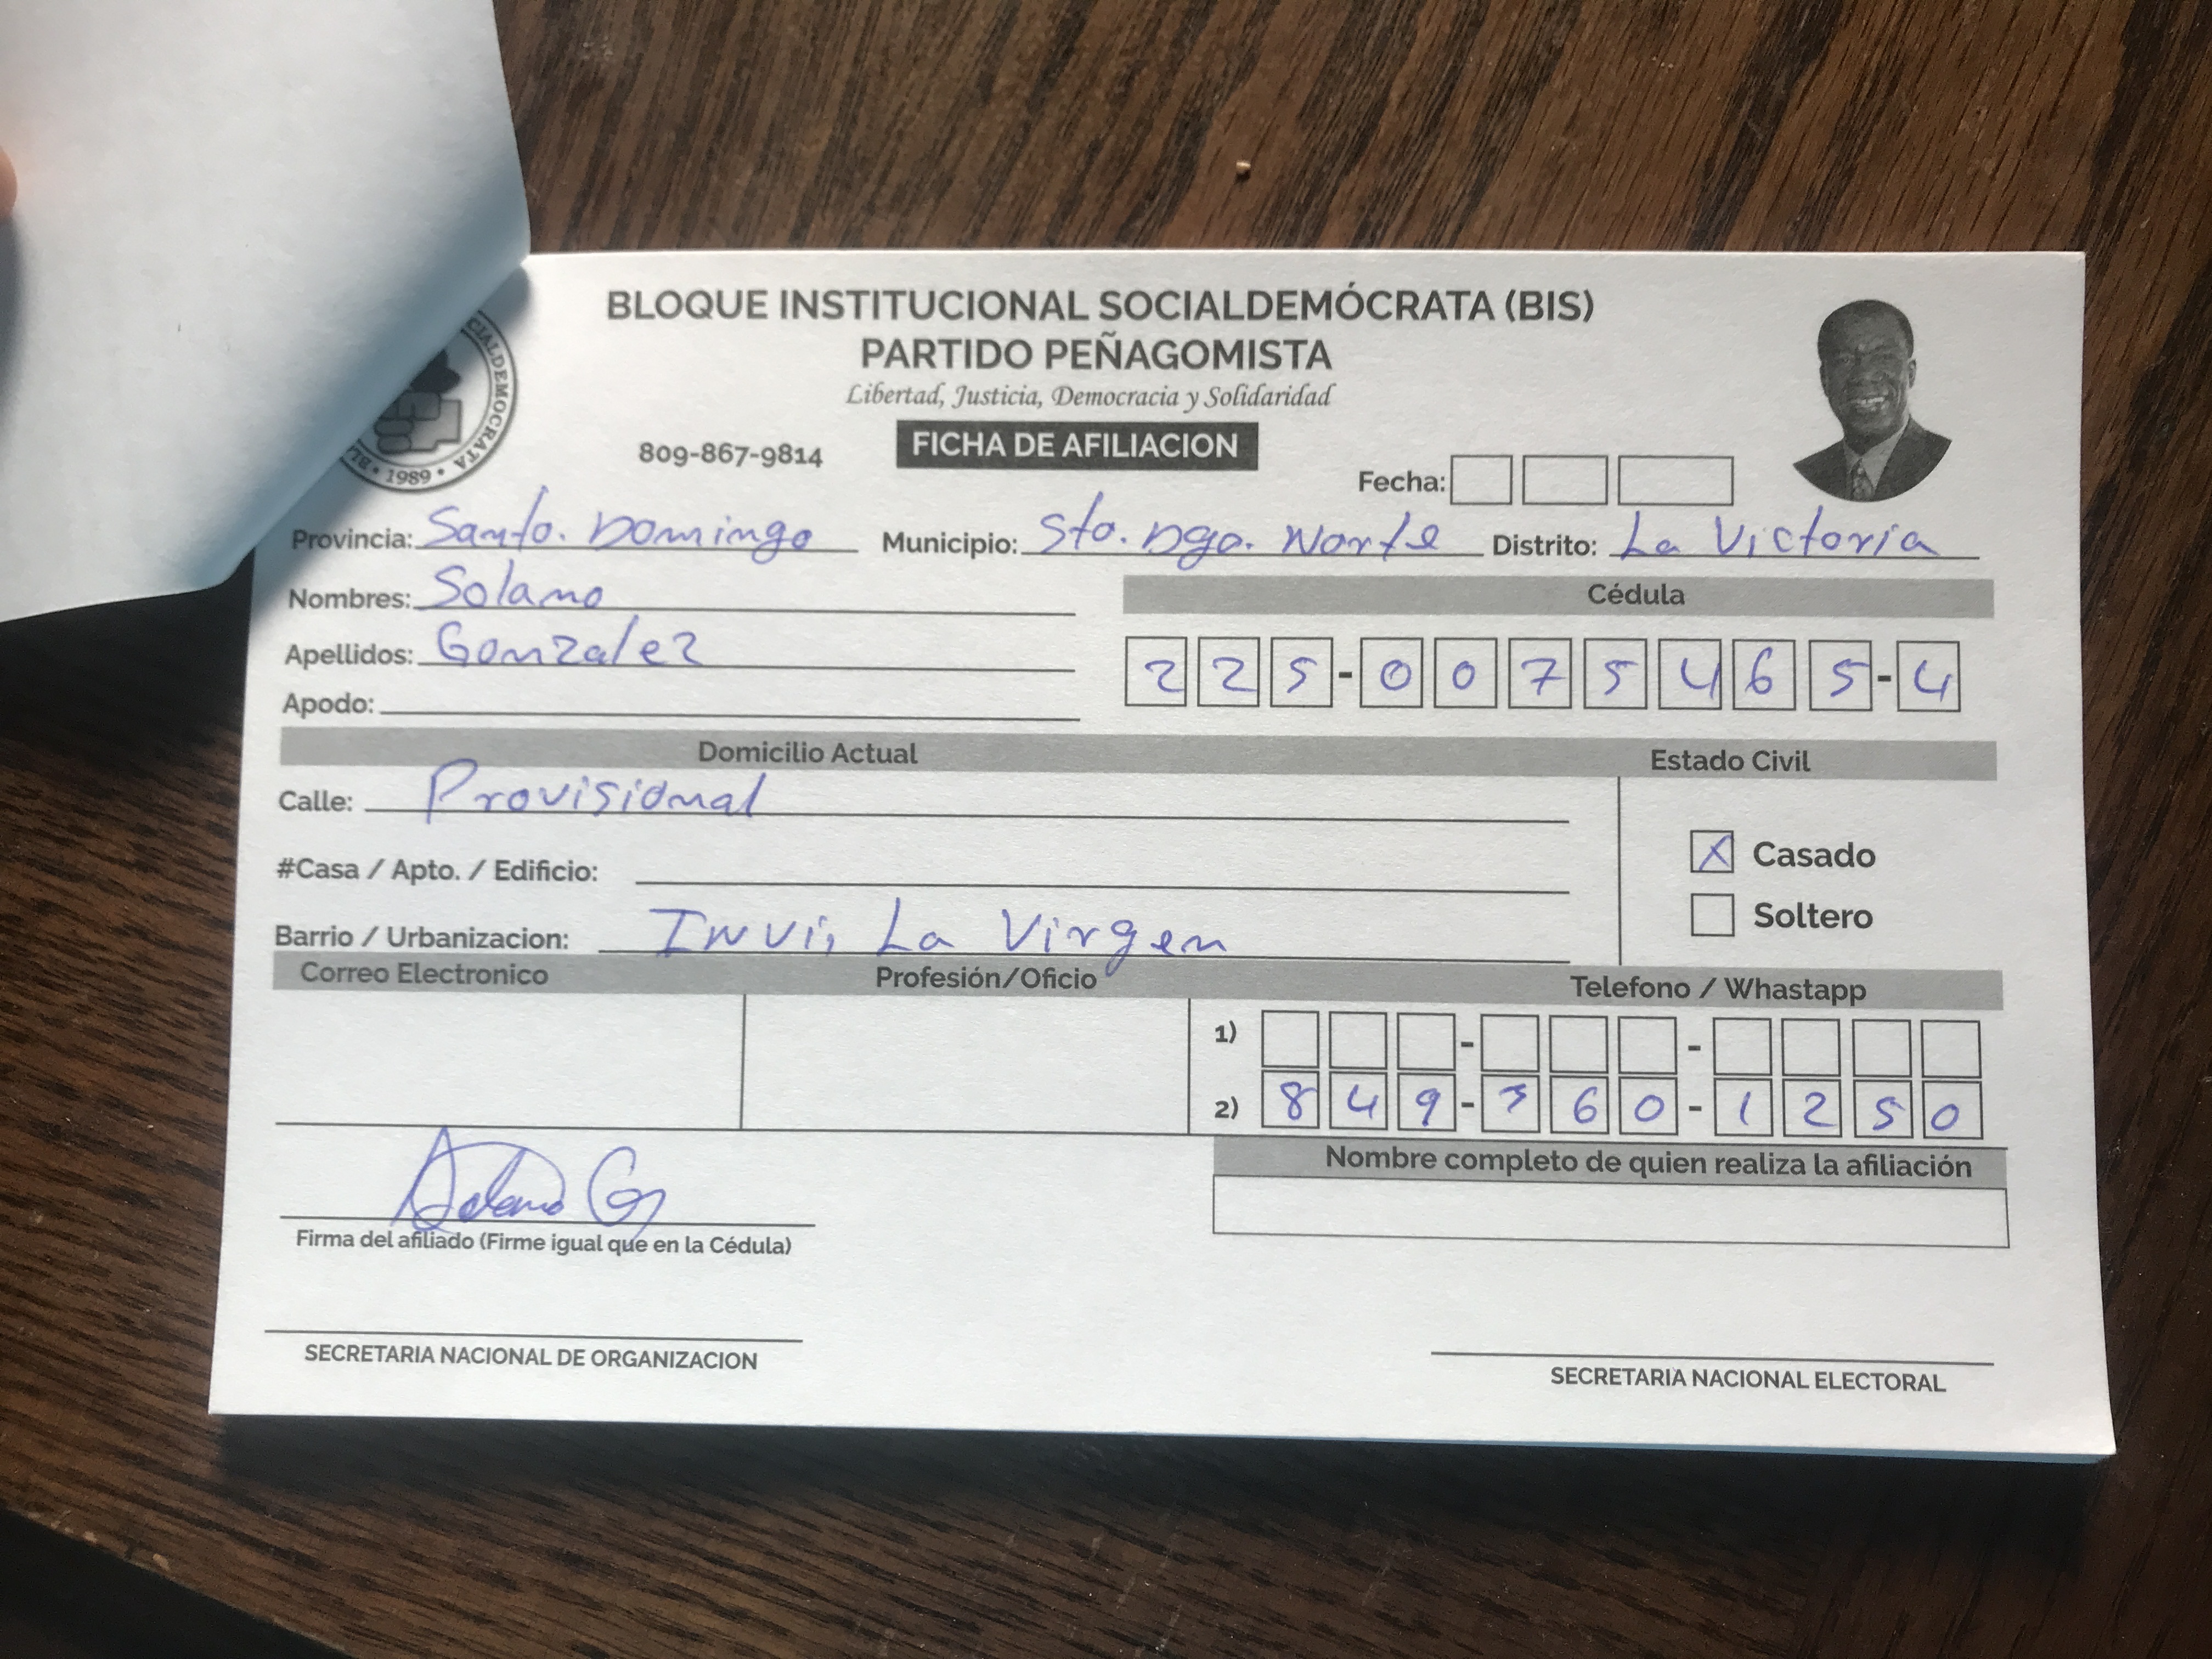 BLOQUE INSTITUCIONAL SOCIALDEMÓCRATA (BIS)
PARTIDO PEÑAGOMISTA
Libertad, Justicia, Democracia y Solidaridad
CIALDEMOCRATA • 1989 •
809-867-9814 FICHA DE AFILIACION
Fecha:
Provincia: Santo. Domingo Municipio: Sto. Dgo. Norte Distrito: La Victoria
Nombres: Solano
Cédula
Apellidos: Gonzalez
225-0075465-4
Apodo:
Domicilio Actual Estado Civil
Calle: Provisional
X Casado
#Casa / Apto. / Edificio:
Soltero
Barrio / Urbanizacion: INVI, La Virgen
Correo Electronico Profesión/Oficio Telefono / Whastapp
1) - -
2) 849-360-1250
Nombre completo de quien realiza la afiliación
Solano G
Firma del afiliado (Firme igual que en la Cédula)
SECRETARIA NACIONAL DE ORGANIZACION
SECRETARIA NACIONAL ELECTORAL